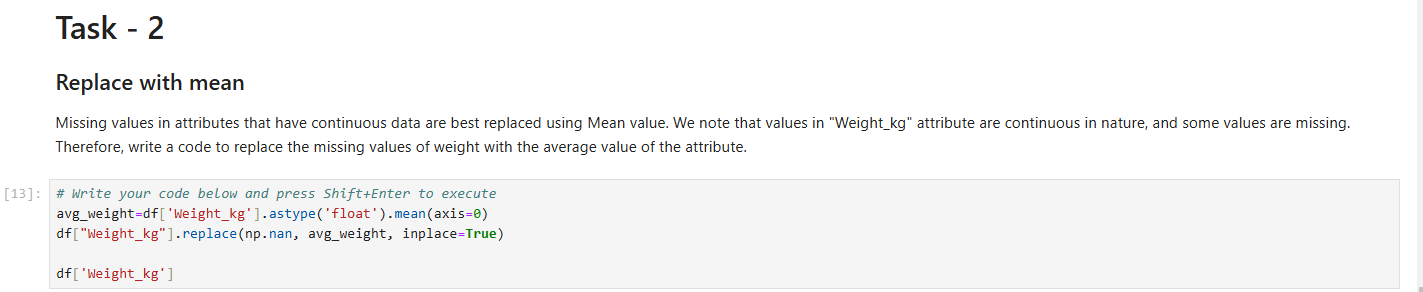 Task - 2
Replace with mean
Missing values in attributes that have continuous data are best replaced using Mean value. We note that values in "Weight_kg" attribute are continuous in nature, and some values are missing.
Therefore, write a code to replace the missing values of weight with the average value of the attribute.
[13]: # Write your code below and press Shift+Enter to execute
avg_weight=df['Weight_kg'].astype('float').mean(axis=0)
df["Weight_kg"].replace(np.nan, avg_weight, inplace=True)
df['Weight_kg']